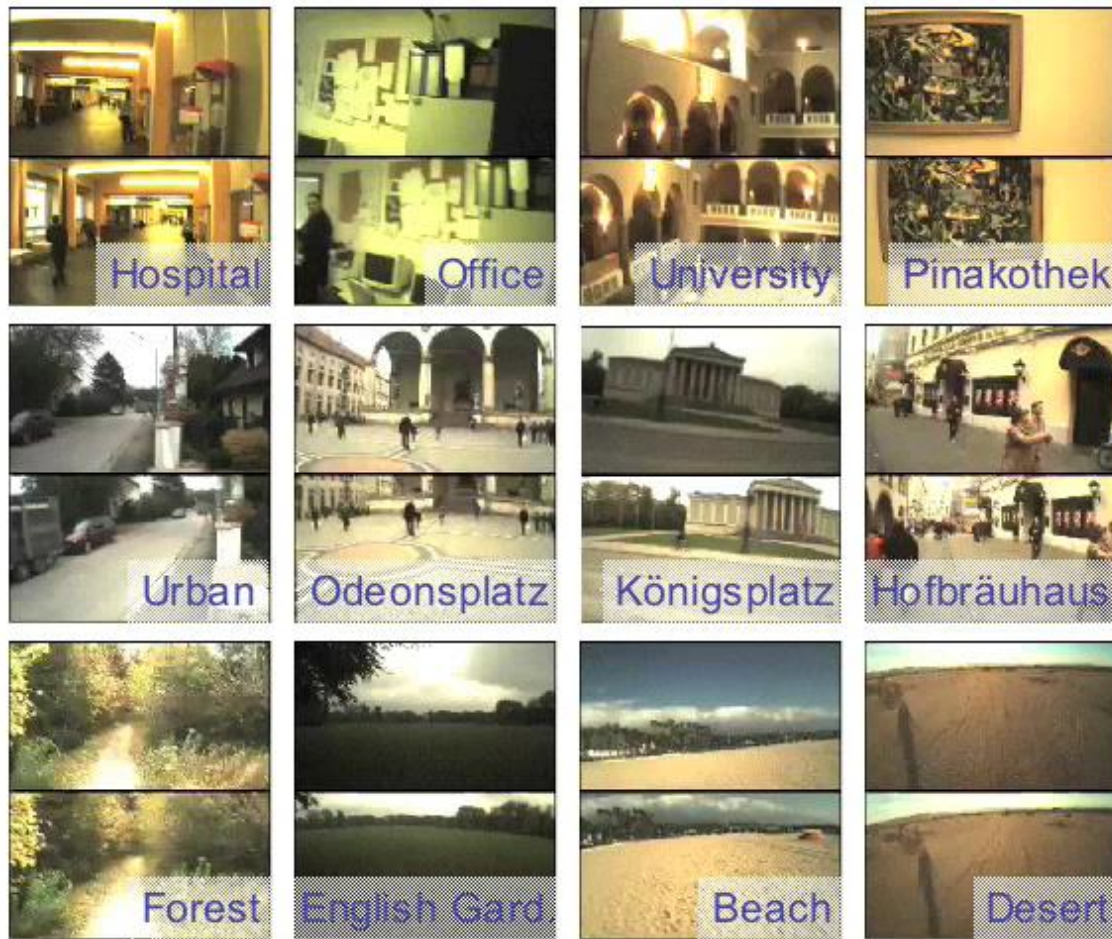 Hospital
Office
University
Pinakothek
Urban
Odeonsplatz
Königsplatz
Hofbräuhaus
Forest
English Gard.
Beach
Desert